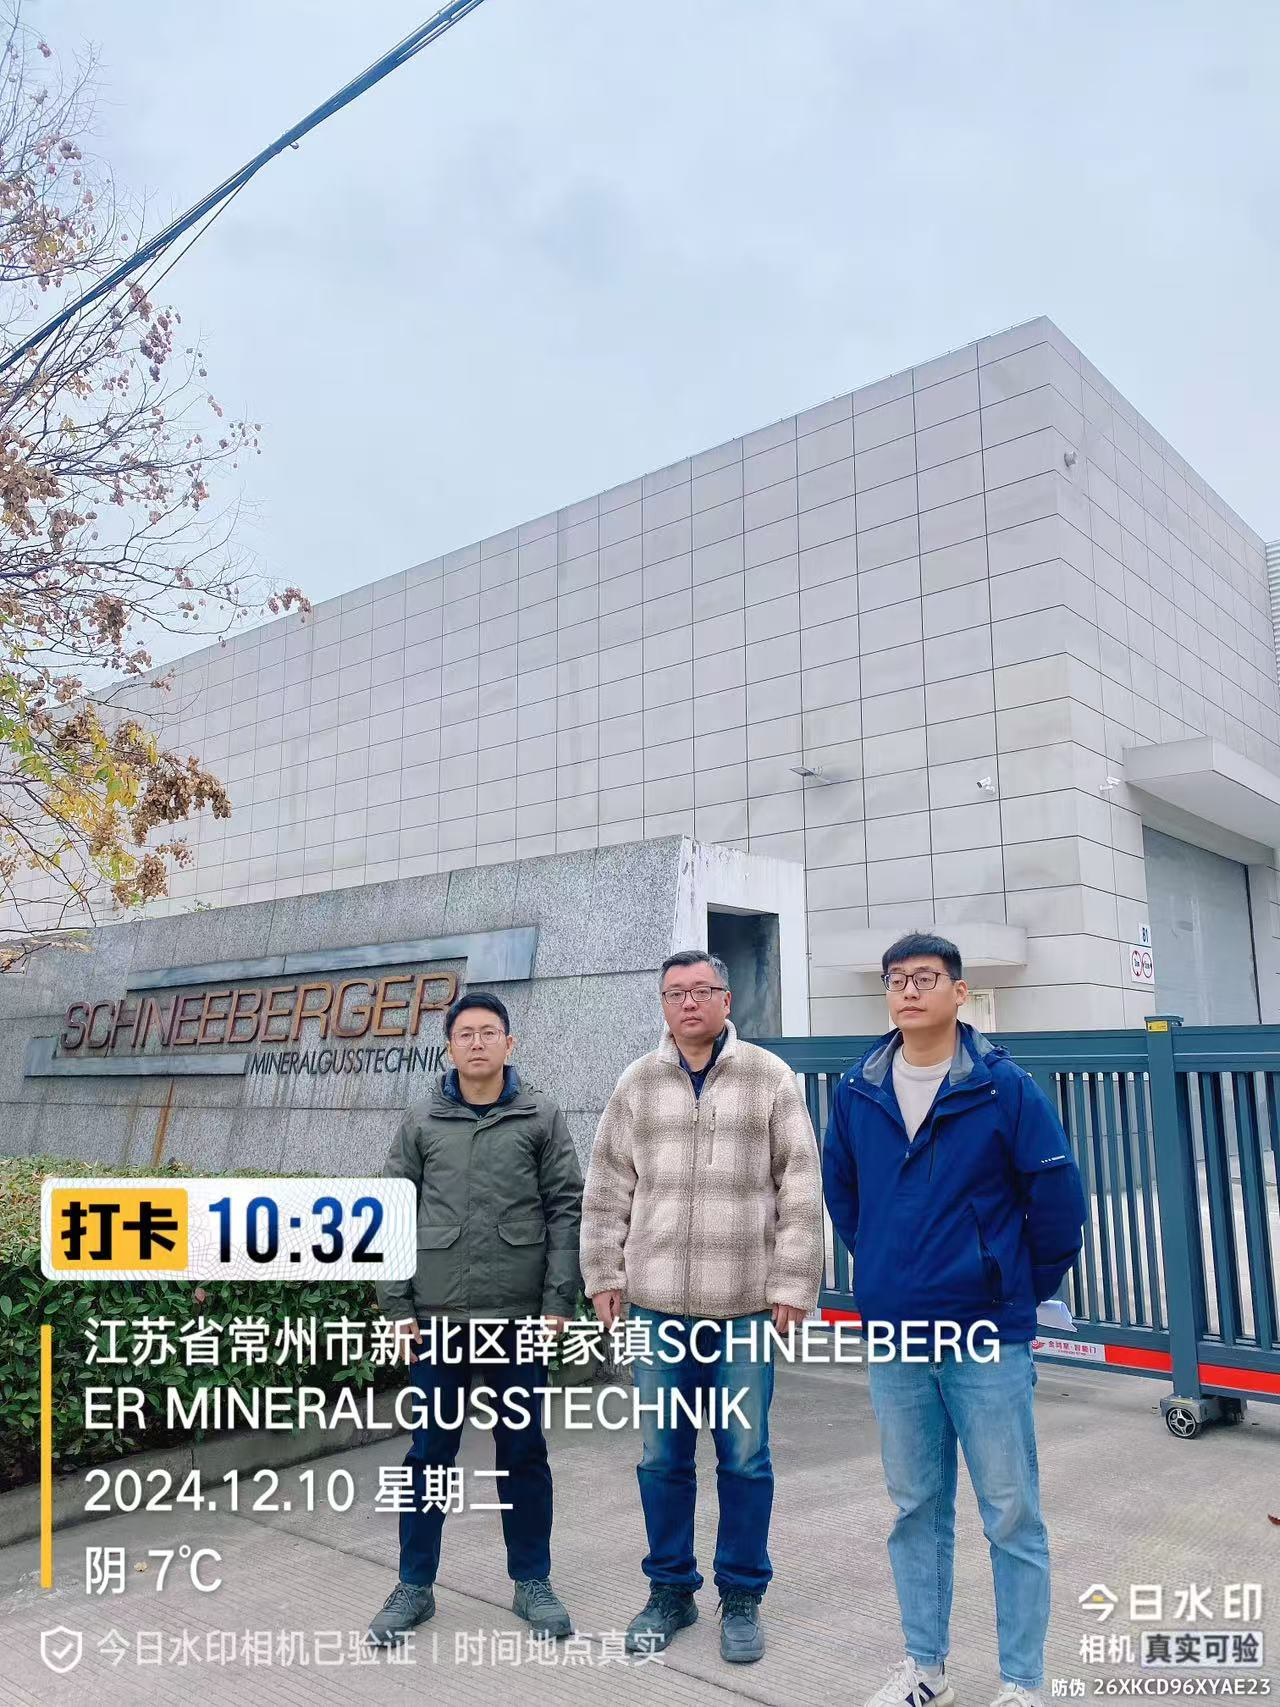 SCHNEEBERGER
MINERALGUSSTECHNIK
B1
打卡 10:32
江苏省常州市新北区薛家镇SCHNEEBERG
ER MINERALGUSSTECHNIK
2024.12.10 星期二
阴 7℃
今日水印相机已验证 | 时间地点真实
今日水印
相机 真实可验
防伪 26XKCD96XYAE23